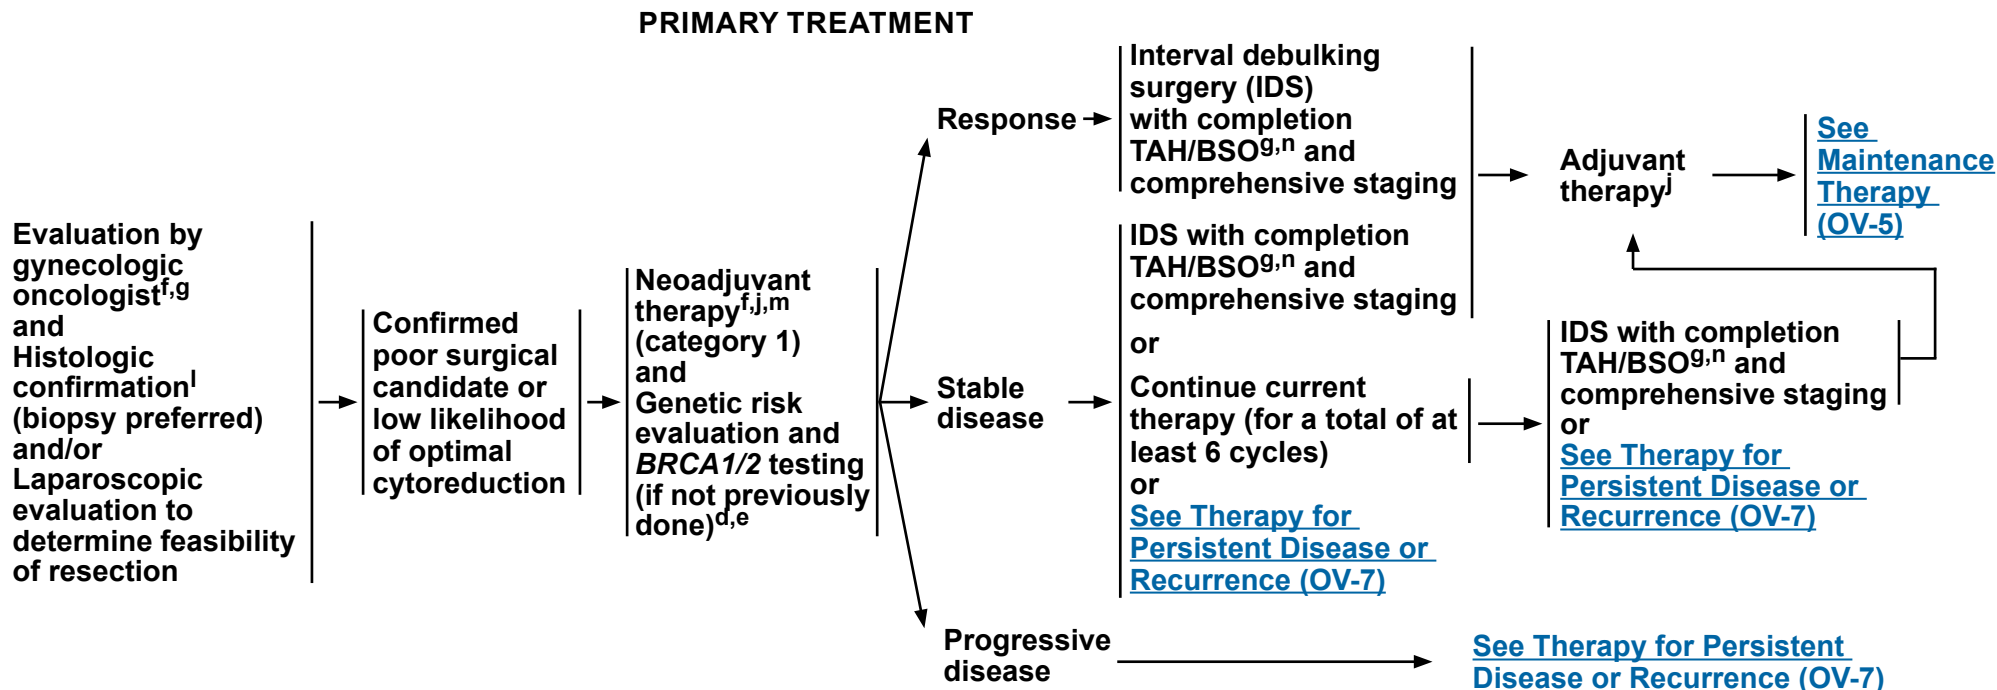 PRIMARY TREATMENT
Evaluation by
gynecologic
oncologistf,g
and
Histologic
confirmationl
(biopsy preferred)
and/or
Laparoscopic
evaluation to
determine feasibility
of resection
Confirmed
poor surgical
candidate or
low likelihood
of optimal
cytoreduction
Neoadjuvant
therapyf,j,m
(category 1)
and
Genetic risk
evaluation and
BRCA1/2 testing
(if not previously
done)d,e
Response
Interval debulking
surgery (IDS)
with completion
TAH/BSOg,n and
comprehensive staging
Stable
disease
IDS with completion
TAH/BSOg,n and
comprehensive staging
or
Continue current
therapy (for a total of at
least 6 cycles)
or
See Therapy for
Persistent Disease or
Recurrence (OV-7)
IDS with completion
TAH/BSOg,n and
comprehensive staging
or
See Therapy for
Persistent Disease or
Recurrence (OV-7)
Adjuvant
therapyj
See
Maintenance
Therapy
(OV-5)
Progressive
disease
See Therapy for Persistent
Disease or Recurrence (OV-7)